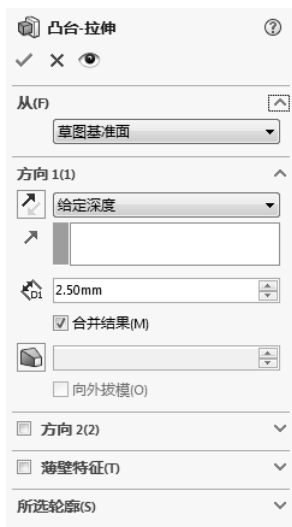 凸台-拉伸
从(F)
草图基准面
方向 1(1)
给定深度
D1
2.50mm
合并结果(M)
向外拔模(O)
方向 2(2)
薄壁特征(T)
所选轮廓(S)